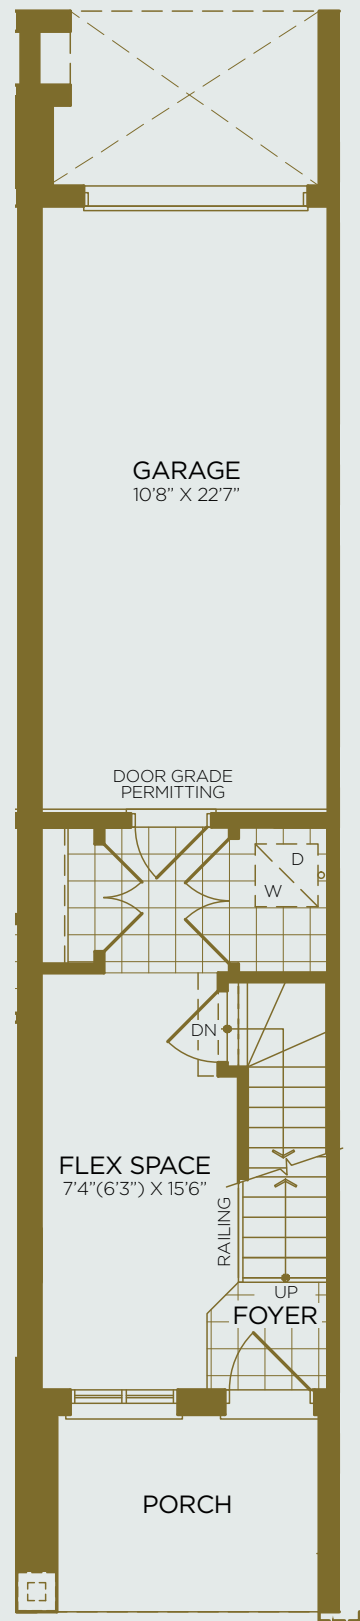 GARAGE
10'8" X 22'7"
DOOR GRADE
PERMITTING
D
W
DN
FLEX SPACE
7'4"(6'3") X 15'6"
RAILING
UP
FOYER
PORCH